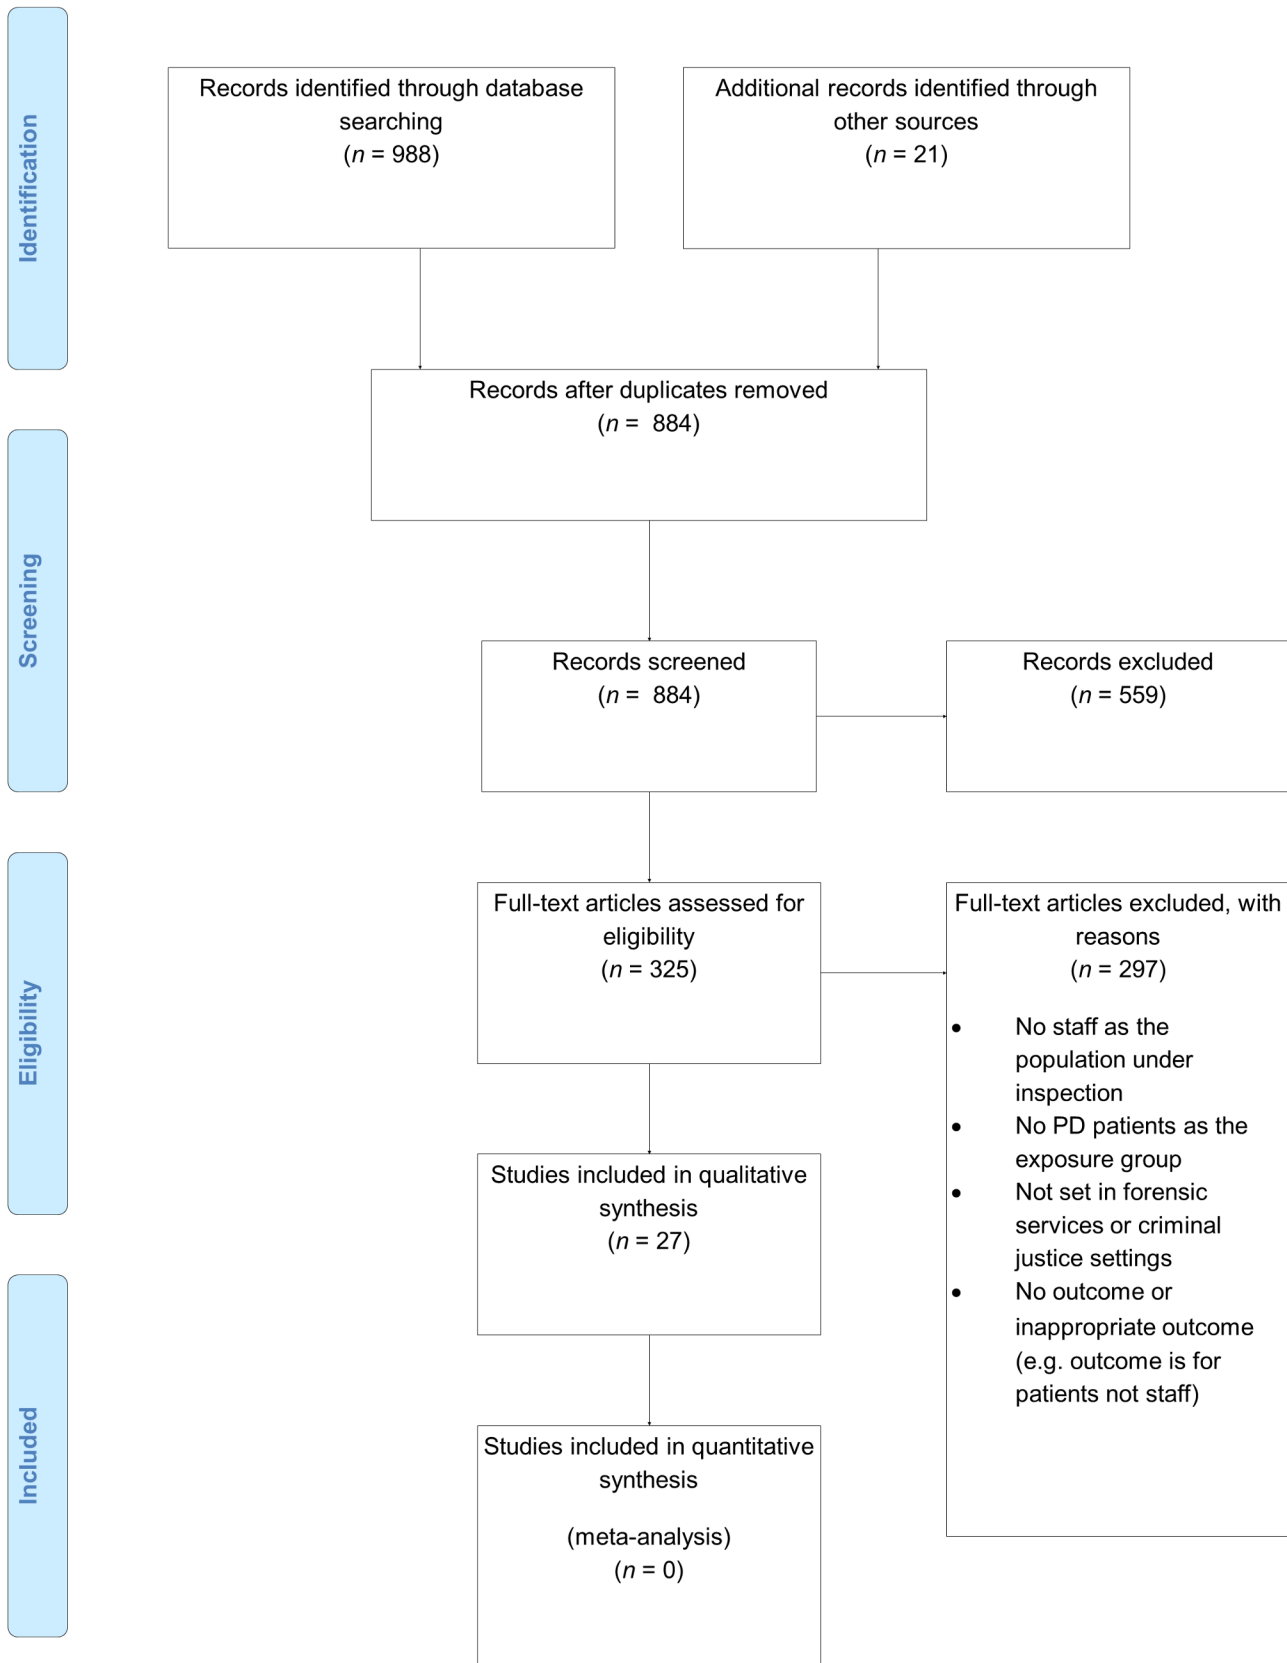 Identification
Records identified through database
searching
(n = 988)
Additional records identified through
other sources
(n = 21)
Records after duplicates removed
(n =  884)
Screening
Records screened
(n =  884)
Records excluded
(n = 559)
Eligibility
Full-text articles assessed for
eligibility
(n = 325)
Full-text articles excluded, with
reasons
(n = 297)
• No staff as the
population under
inspection
• No PD patients as the
exposure group
• Not set in forensic
services or criminal
justice settings
• No outcome or
inappropriate outcome
(e.g. outcome is for
patients not staff)
Studies included in qualitative
synthesis
(n = 27)
Included
Studies included in quantitative
synthesis
(meta-analysis)
(n = 0)